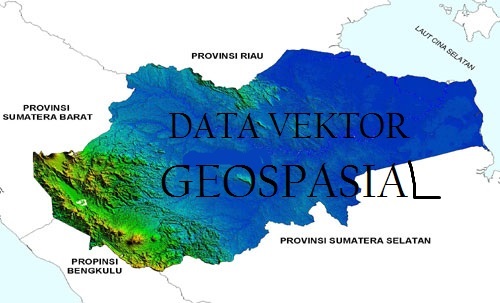 PROVINSI RIAU
LAUT CINA SELATAN
PROVINSI
SUMATERA BARAT
DATA VEKTOR
GEOSPASIAL
PROVINSI SUMATERA SELATAN
PROPINSI
BENGKULU